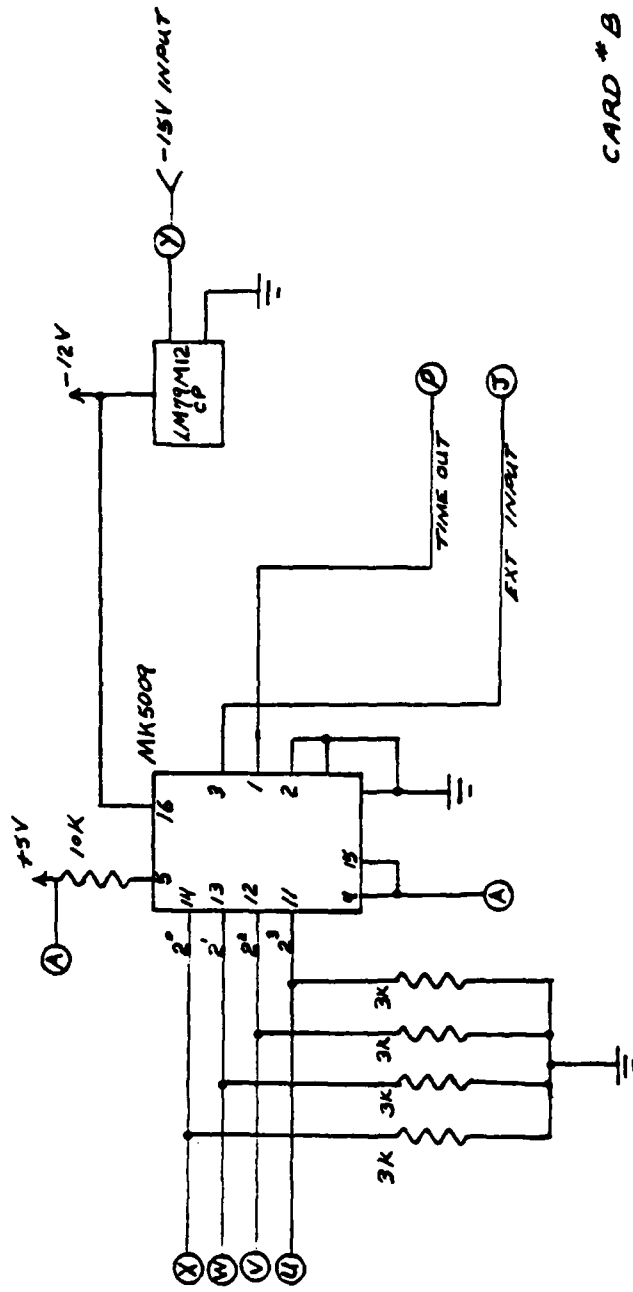 +5V
A
10K
MK5009
-12V
LM79M12
CP
Y
-15V INPUT
5
16
X
2⁰
14
3
W
2¹
13
1
V
2²
12
2
U
2³
11
9
15
A
TIME OUT
P
EXT INPUT
J
3K
3K
3K
3K
CARD # B